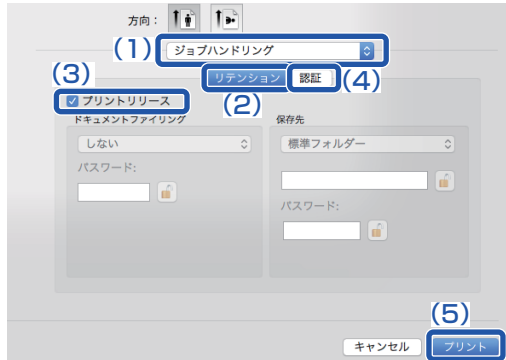 方向：
(1) ジョブハンドリング
(3) リテンション 認証 (4)
プリントリリース (2)
ドキュメントファイリング 保存先
しない 標準フォルダー
パスワード:
パスワード:
(5)
キャンセル プリント